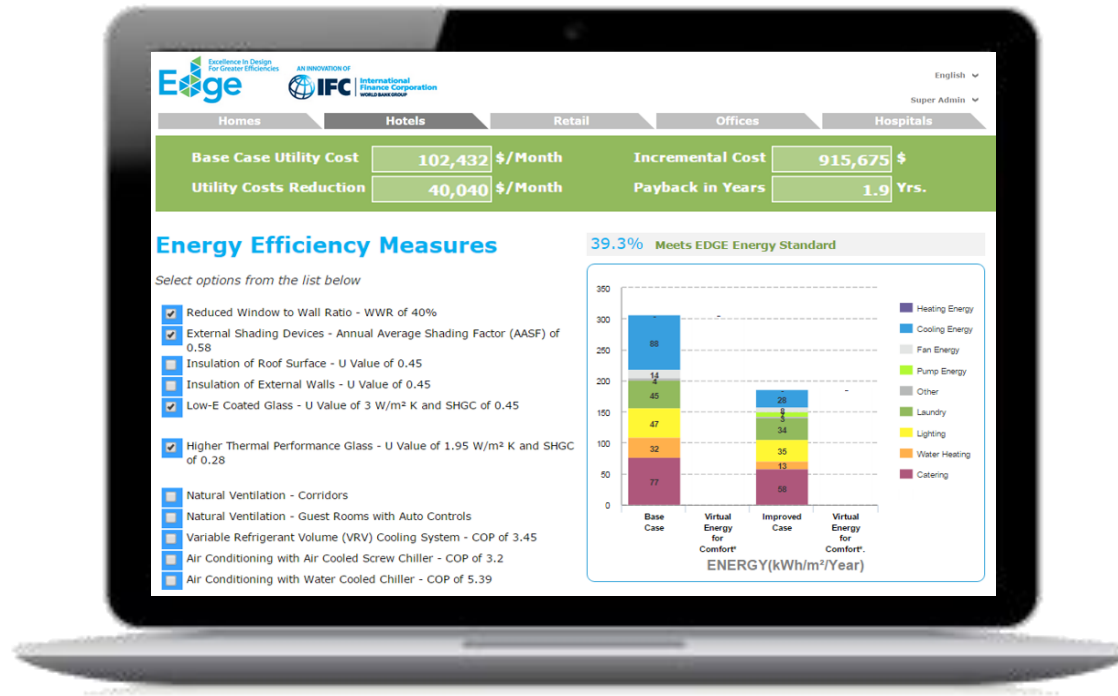 Edge
Excellence In Design
For Greater Efficiencies
AN INNOVATION OF
IFC
International
Finance Corporation
WORLD BANK GROUP
English
Super Admin
Homes
Hotels
Retail
Offices
Hospitals
Base Case Utility Cost 102,432 $/Month
Incremental Cost 915,675 $
Utility Costs Reduction 40,040 $/Month
Payback in Years 1.9 Yrs.
Energy Efficiency Measures
Select options from the list below
Reduced Window to Wall Ratio - WWR of 40%
External Shading Devices - Annual Average Shading Factor (AASF) of
0.58
Insulation of Roof Surface - U Value of 0.45
Insulation of External Walls - U Value of 0.45
Low-E Coated Glass - U Value of 3 W/m² K and SHGC of 0.45
Higher Thermal Performance Glass - U Value of 1.95 W/m² K and SHGC
of 0.28
Natural Ventilation - Corridors
Natural Ventilation - Guest Rooms with Auto Controls
Variable Refrigerant Volume (VRV) Cooling System - COP of 3.45
Air Conditioning with Air Cooled Screw Chiller - COP of 3.2
Air Conditioning with Water Cooled Chiller - COP of 5.39
39.3% Meets EDGE Energy Standard
350
300
250
200
150
100
50
0
88
14
4
45
47
32
77
28
5
34
35
13
58
Base
Case
Virtual
Energy
for
Comfort*
Improved
Case
Virtual
Energy
for
Comfort*.
ENERGY(kWh/m²/Year)
Heating Energy
Cooling Energy
Fan Energy
Pump Energy
Other
Laundry
Lighting
Water Heating
Catering